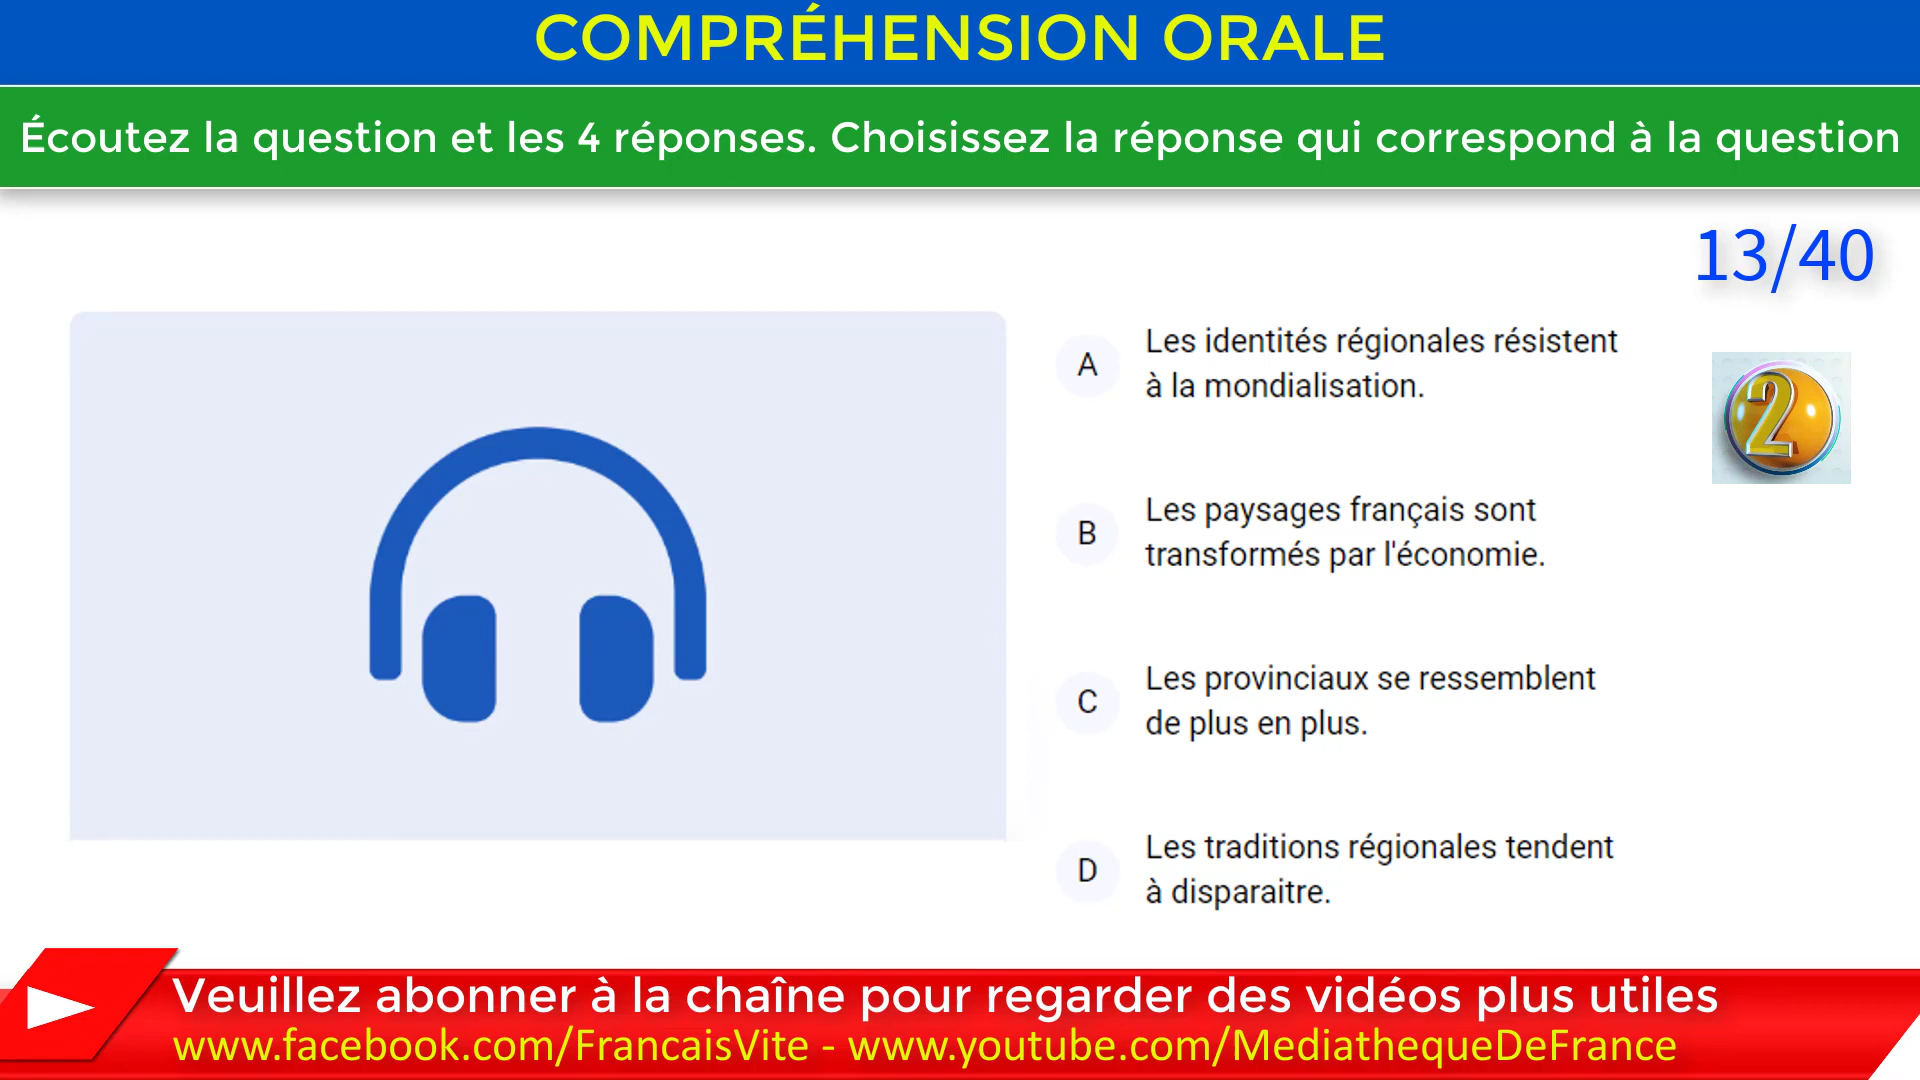 COMPRÉHENSION ORALE
Écoutez la question et les 4 réponses. Choisissez la réponse qui correspond à la question
13/40
A
Les identités régionales résistent
à la mondialisation.
2
B
Les paysages français sont
transformés par l'économie.
C
Les provinciaux se ressemblent
de plus en plus.
D
Les traditions régionales tendent
à disparaitre.
Veuillez abonner à la chaîne pour regarder des vidéos plus utiles
www.facebook.com/FrancaisVite - www.youtube.com/MediathequeDeFrance